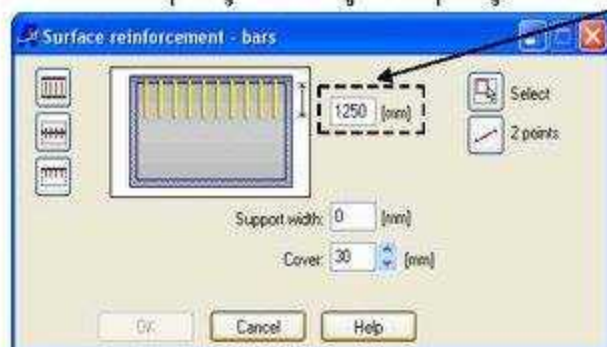 Surface reinforcement - bars
1250 [mm]
Select
2 points
Support width: 0 [mm]
Cover: 30 [mm]
OK Cancel Help